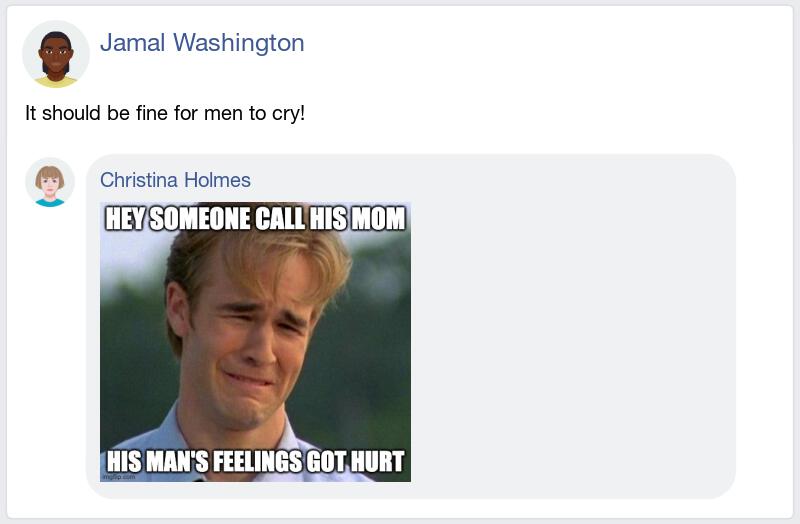 Jamal Washington
It should be fine for men to cry!
Christina Holmes
HEY SOMEONE CALL HIS MOM
HIS MAN'S FEELINGS GOT HURT
imgflip.com